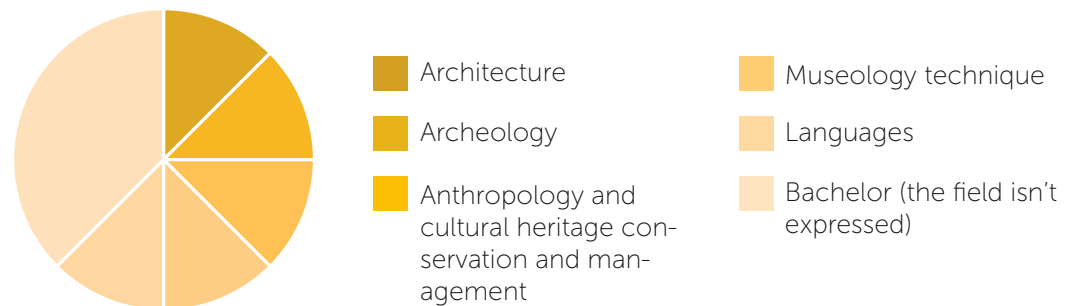 Architecture
Archeology
Anthropology and
cultural heritage con-
servation and man-
agement
Museology technique
Languages
Bachelor (the field isn’t
expressed)